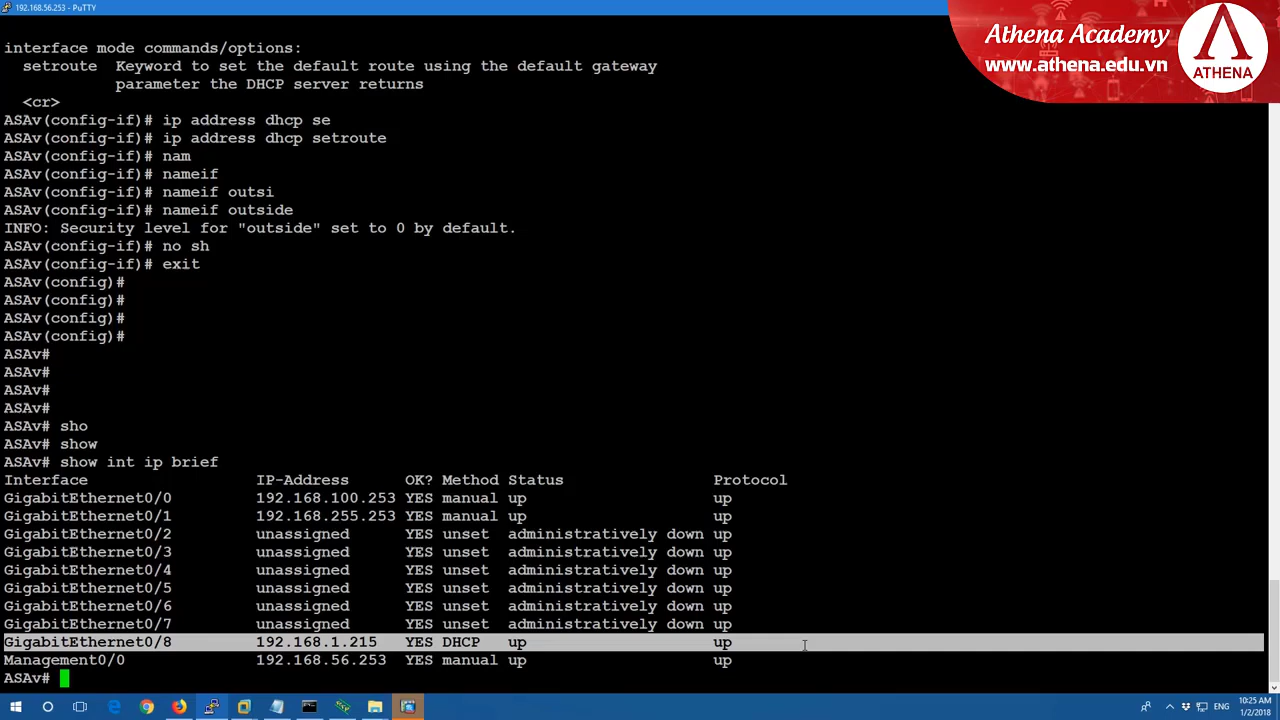 192.168.56.253 - PuTTY
Athena Academy
www.athena.edu.vn
ATHENA
interface mode commands/options:
  setroute  Keyword to set the default route using the default gateway
            parameter the DHCP server returns
  <cr>
ASAv(config-if)# ip address dhcp se
ASAv(config-if)# ip address dhcp setroute
ASAv(config-if)# nam
ASAv(config-if)# nameif
ASAv(config-if)# nameif outsi
ASAv(config-if)# nameif outside
INFO: Security level for "outside" set to 0 by default.
ASAv(config-if)# no sh
ASAv(config-if)# exit
ASAv(config)#
ASAv(config)#
ASAv(config)#
ASAv(config)#
ASAv#
ASAv#
ASAv#
ASAv#
ASAv# sho
ASAv# show
ASAv# show int ip brief
Interface                  IP-Address      OK? Method Status                Protocol
GigabitEthernet0/0         192.168.100.253 YES manual up                    up
GigabitEthernet0/1         192.168.255.253 YES manual up                    up
GigabitEthernet0/2         unassigned      YES unset  administratively down up
GigabitEthernet0/3         unassigned      YES unset  administratively down up
GigabitEthernet0/4         unassigned      YES unset  administratively down up
GigabitEthernet0/5         unassigned      YES unset  administratively down up
GigabitEthernet0/6         unassigned      YES unset  administratively down up
GigabitEthernet0/7         unassigned      YES unset  administratively down up
GigabitEthernet0/8         192.168.1.215   YES DHCP   up                    up
Management0/0              192.168.56.253  YES manual up                    up
ASAv#
ENG
10:25 AM
1/2/2018